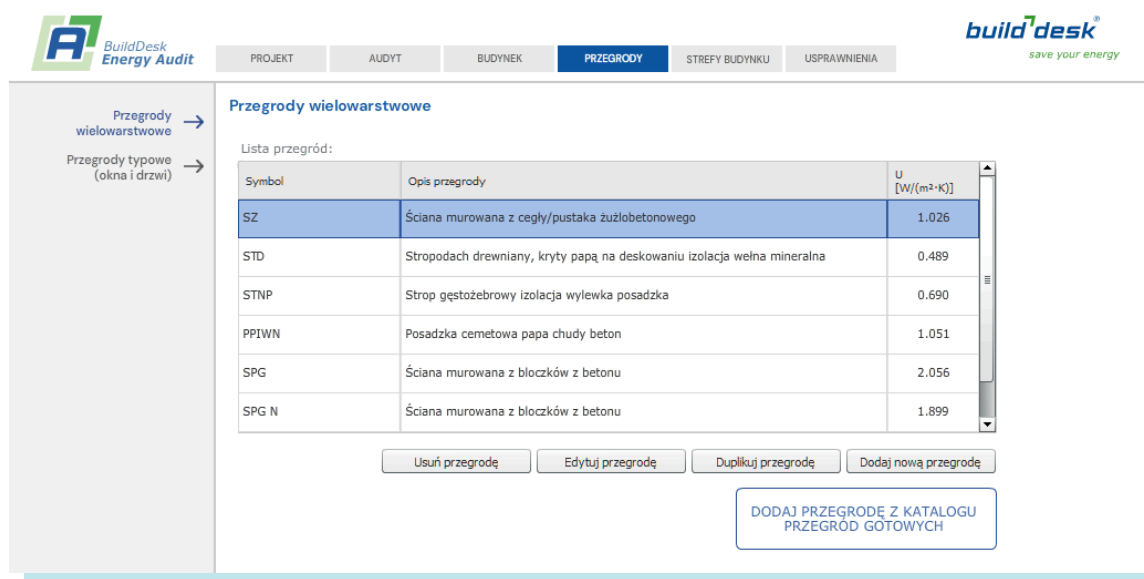 BuildDesk
Energy Audit
build desk®
save your energy
PROJEKT
AUDYT
BUDYNEK
PRZEGRODY
STREFY BUDYNKU
USPRAWNIENIA
Przegrody
wielowarstwowe
Przegrody typowe
(okna i drzwi)
Przegrody wielowarstwowe
Lista przegród:
Symbol Opis przegrody U [W/(m²·K)]
SZ Ściana murowana z cegły/pustaka żużlobetonowego 1.026
STD Stropodach drewniany, kryty papą na deskowaniu izolacja wełna mineralna 0.489
STNP Strop gęstożebrowy izolacja wylewka posadzka 0.690
PPIWN Posadzka cemetowa papa chudy beton 1.051
SPG Ściana murowana z bloczków z betonu 2.056
SPG N Ściana murowana z bloczków z betonu 1.899
Usuń przegrodę
Edytuj przegrodę
Duplikuj przegrodę
Dodaj nową przegrodę
DODAJ PRZEGRODĘ Z KATALOGU
PRZEGRÓD GOTOWYCH